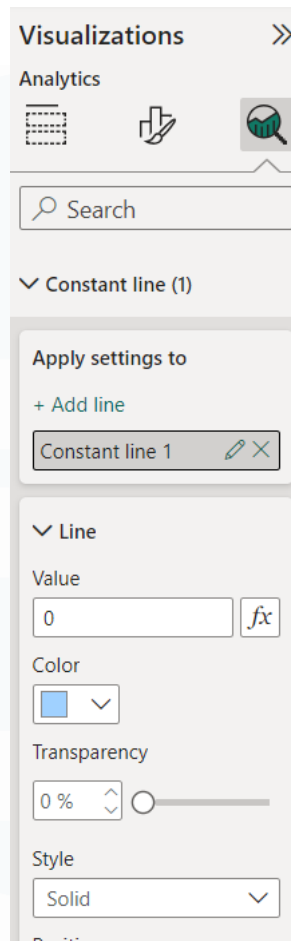 Visualizations
Analytics
Search
Constant line (1)
Apply settings to
+ Add line
Constant line 1
Line
Value
0
fx
Color
Transparency
0 %
Style
Solid